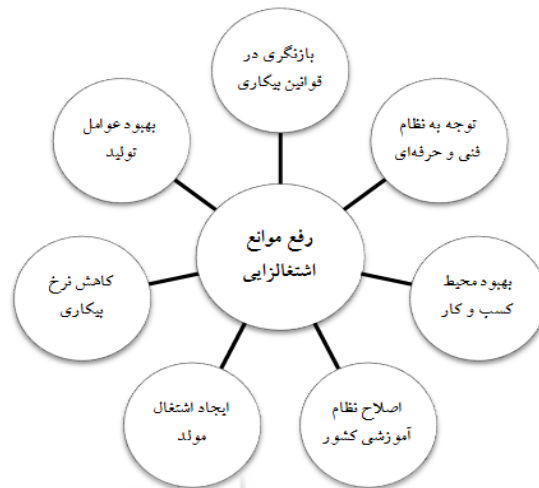 بازنگری در
قوانین بیکاری
توجه به نظام
فنی و حرفه‌ای
بهبود محیط
کسب و کار
اصلاح نظام
آموزشی کشور
ایجاد اشتغال
مولد
کاهش نرخ
بیکاری
بهبود عوامل
تولید
رفع موانع
اشتغالزایی